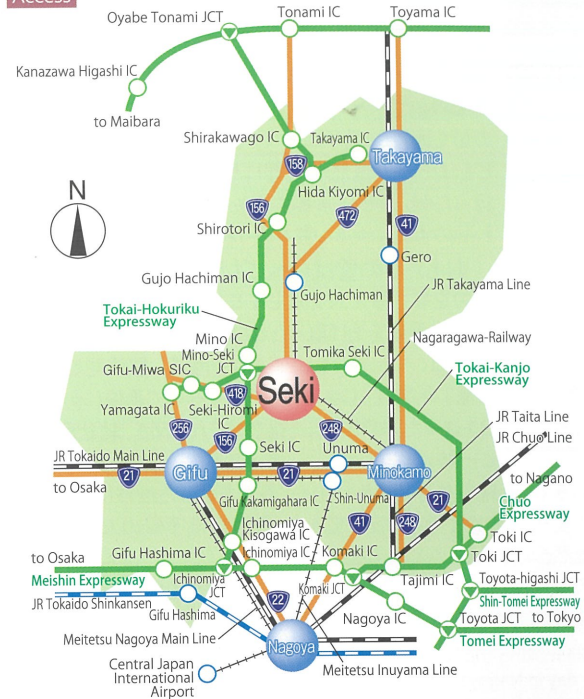 Access
Oyabe Tonami JCT
Tonami IC
Toyama IC
Kanazawa Higashi IC
to Maibara
Shirakawago IC
Takayama IC
Takayama
158
Hida Kiyomi IC
N
156
472
41
Shirotori IC
Gero
Gujo Hachiman IC
Gujo Hachiman
JR Takayama Line
Tokai-Hokuriku
Expressway
Nagaragawa-Railway
Mino IC
Mino-Seki
JCT
Tomika Seki IC
Tokai-Kanjo
Expressway
Gifu-Miwa SIC
Seki
418
Yamagata IC
Seki-Hiromi
IC
JR Taita Line
JR Chuo Line
256
156
248
Seki IC
Unuma
JR Tokaido Main Line
21
Gifu
21
Minokamo
to Osaka
to Nagano
Shin-Unuma
Gifu Kakamigahara IC
21
Chuo
Expressway
Ichinomiya
Kisogawa IC
41
248
Toki IC
to Osaka
Gifu Hashima IC
Ichinomiya IC
Komaki IC
Toki JCT
Meishin Expressway
Ichinomiya
JCT
Komaki JCT
Tajimi IC
Toyota-higashi JCT
JR Tokaido Shinkansen
Gifu
Hashima
22
Nagoya IC
Shin-Tomei Expressway
Toyota JCT
to Tokyo
Meitetsu Nagoya Main Line
Nagoya
Tomei Expressway
Central Japan
International
Airport
Meitetsu Inuyama Line